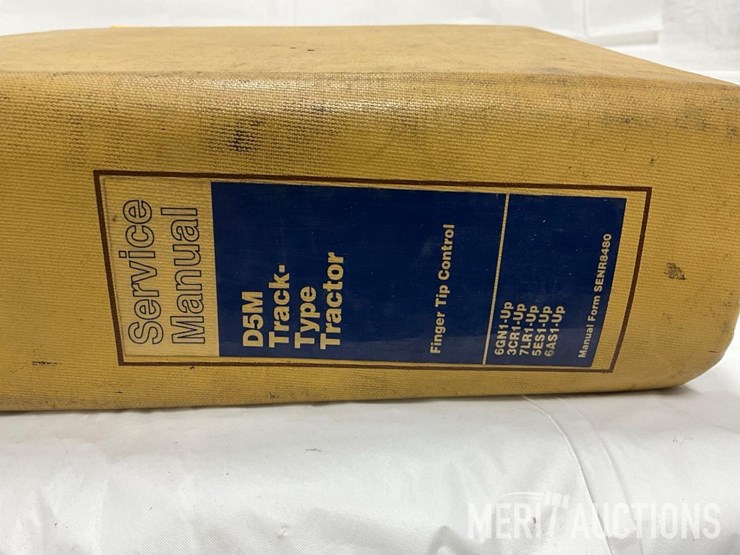 Service
Manual
D5M
Track-
Type
Tractor
Finger Tip Control
6GN1-Up
3CR1-Up
7LR1-Up
5ES1-Up
6AS1-Up
Manual Form SENR8480
MERIT AUCTIONS